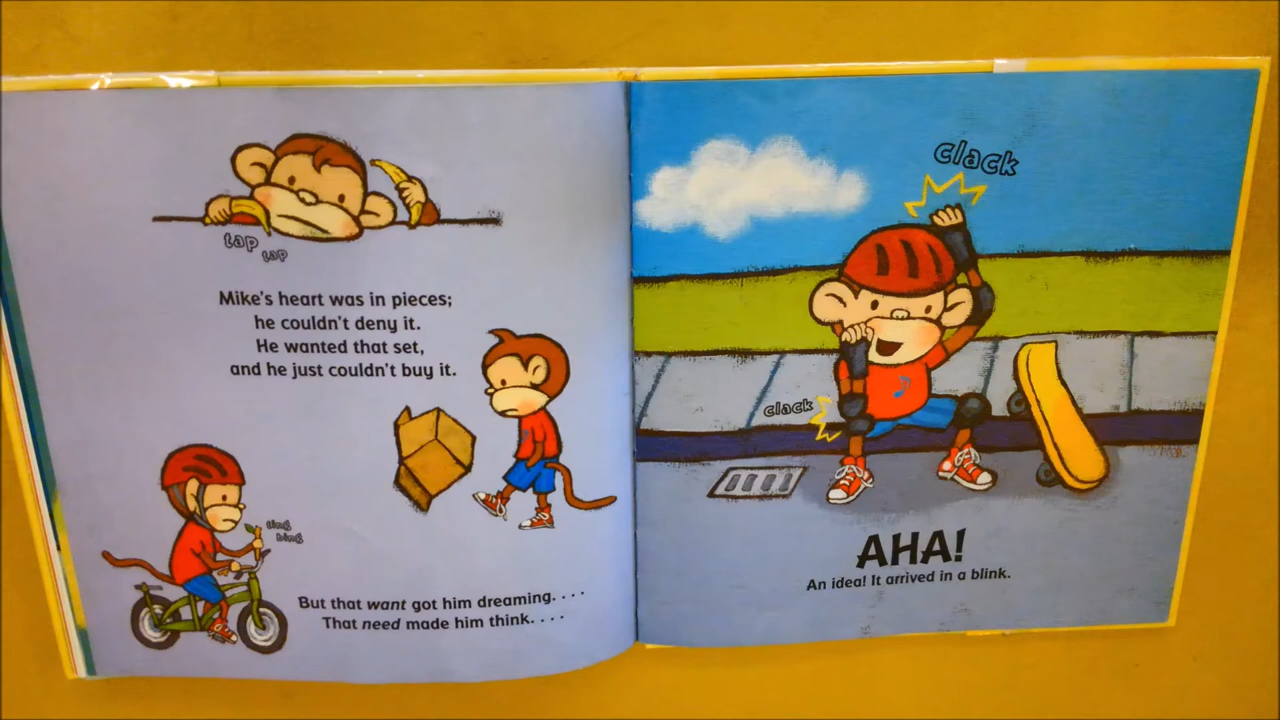 tap
tap
Mike's heart was in pieces;
he couldn't deny it.
He wanted that set,
and he just couldn't buy it.
ting
bing
But that want got him dreaming. . . .
That need made him think. . . .
clack
clack
AHA!
An idea! It arrived in a blink.